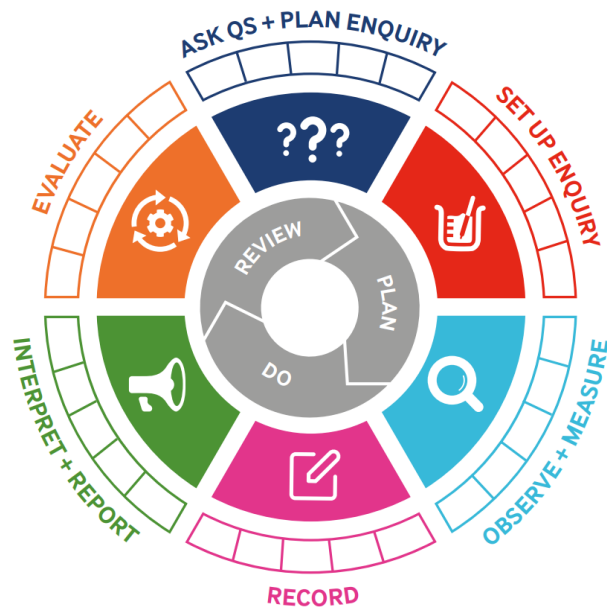 ASK QS + PLAN ENQUIRY
SET UP ENQUIRY
OBSERVE + MEASURE
RECORD
INTERPRET + REPORT
EVALUATE
???
REVIEW
PLAN
DO